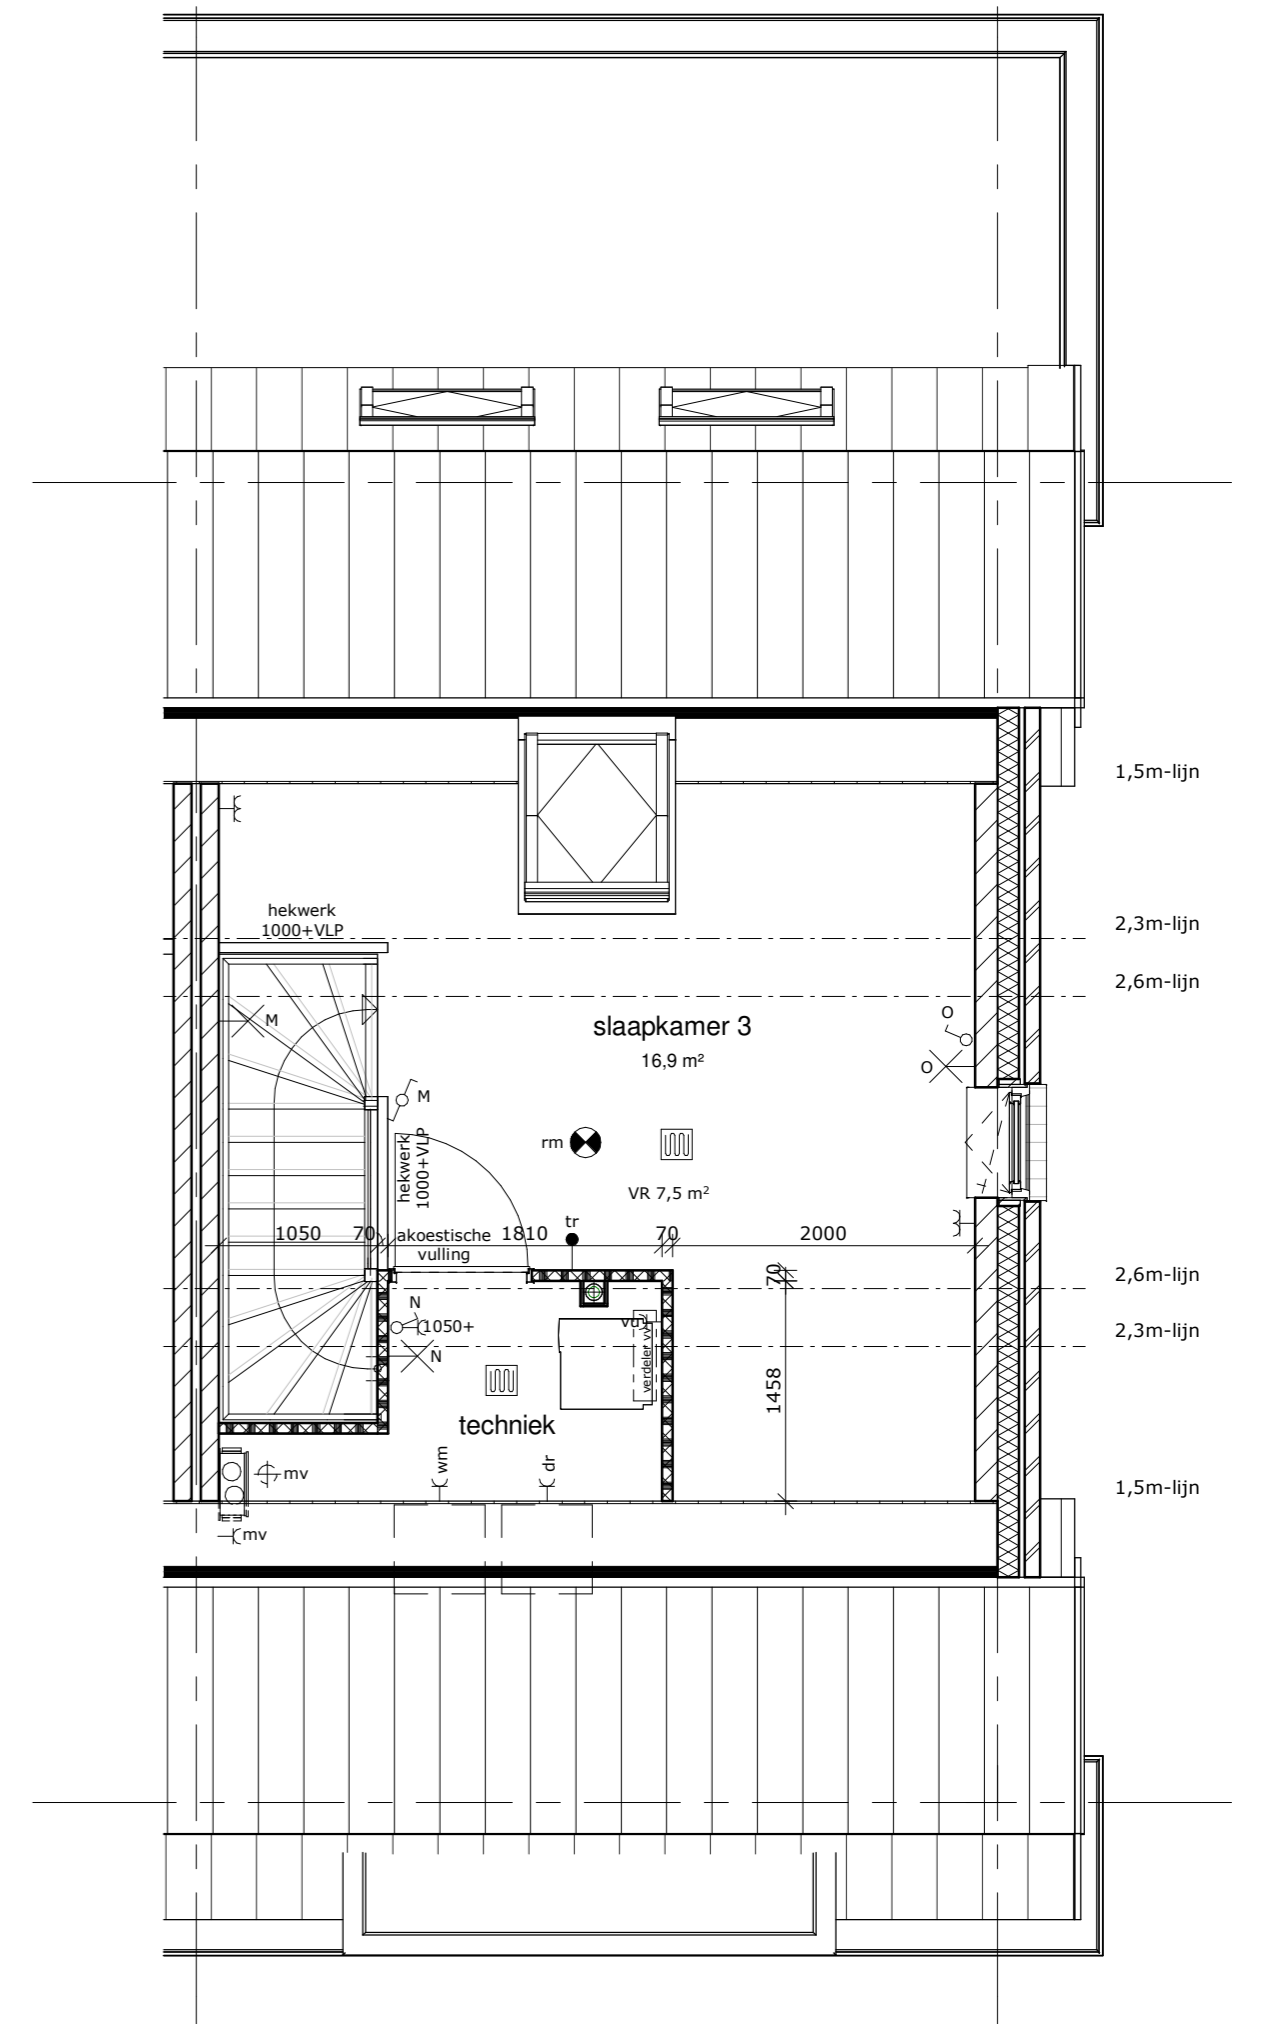 1,5m-lijn
hekwerk
1000+VLP
2,3m-lijn
2,6m-lijn
M
slaapkamer 3
16,9 m²
O
O
M
hekwerk
1000+VLP
rm
VR 7,5 m²
tr
1050
70
akoestische
vulling
1810
70
2000
70
2,6m-lijn
N
1050+
vu
2,3m-lijn
N
verdeler vv
1458
techniek
wm
dr
mv
1,5m-lijn
mv